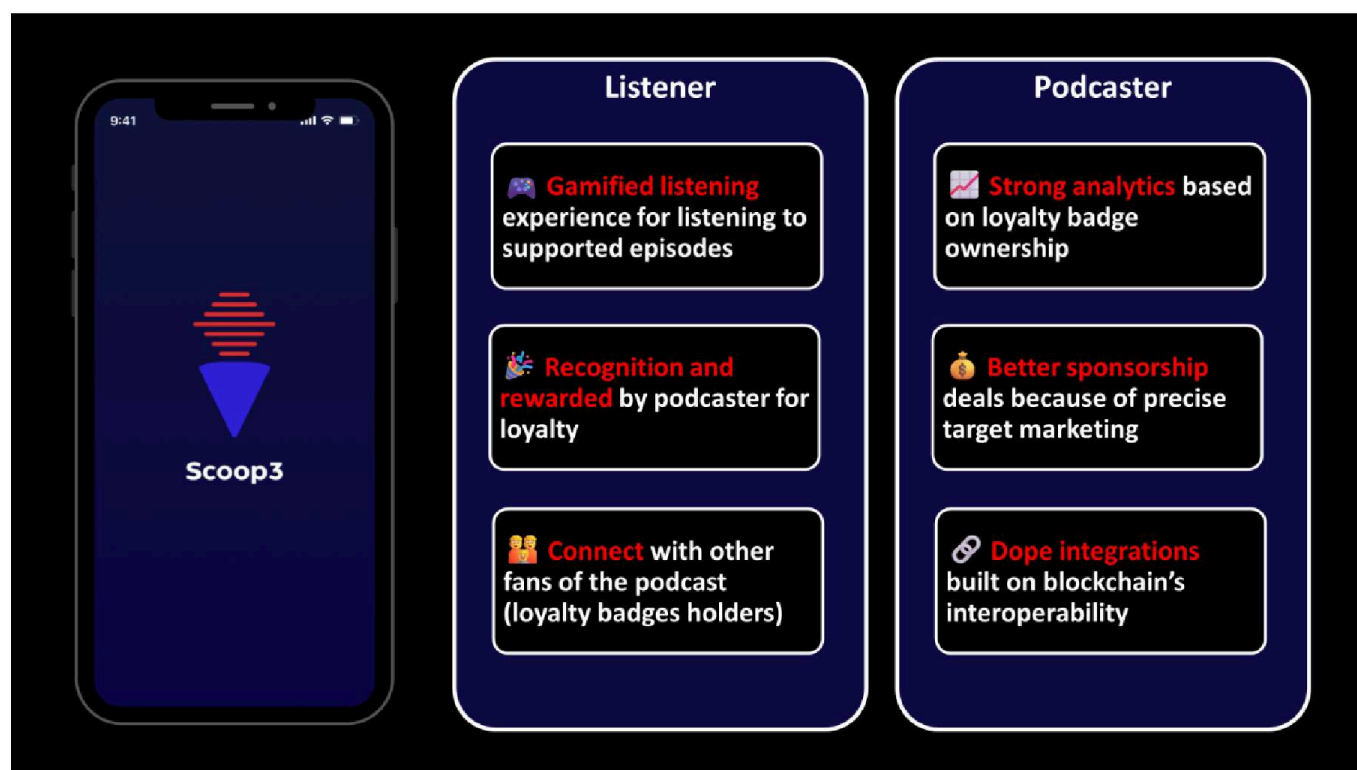 9:41
Scoop3
Listener
🎮 Gamified listening
experience for listening to
supported episodes
🎉 Recognition and
rewarded by podcaster for
loyalty
🧑‍🤝‍🧑 Connect with other
fans of the podcast
(loyalty badges holders)
Podcaster
📈 Strong analytics based
on loyalty badge
ownership
💰 Better sponsorship
deals because of precise
target marketing
🔗 Dope integrations
built on blockchain’s
interoperability